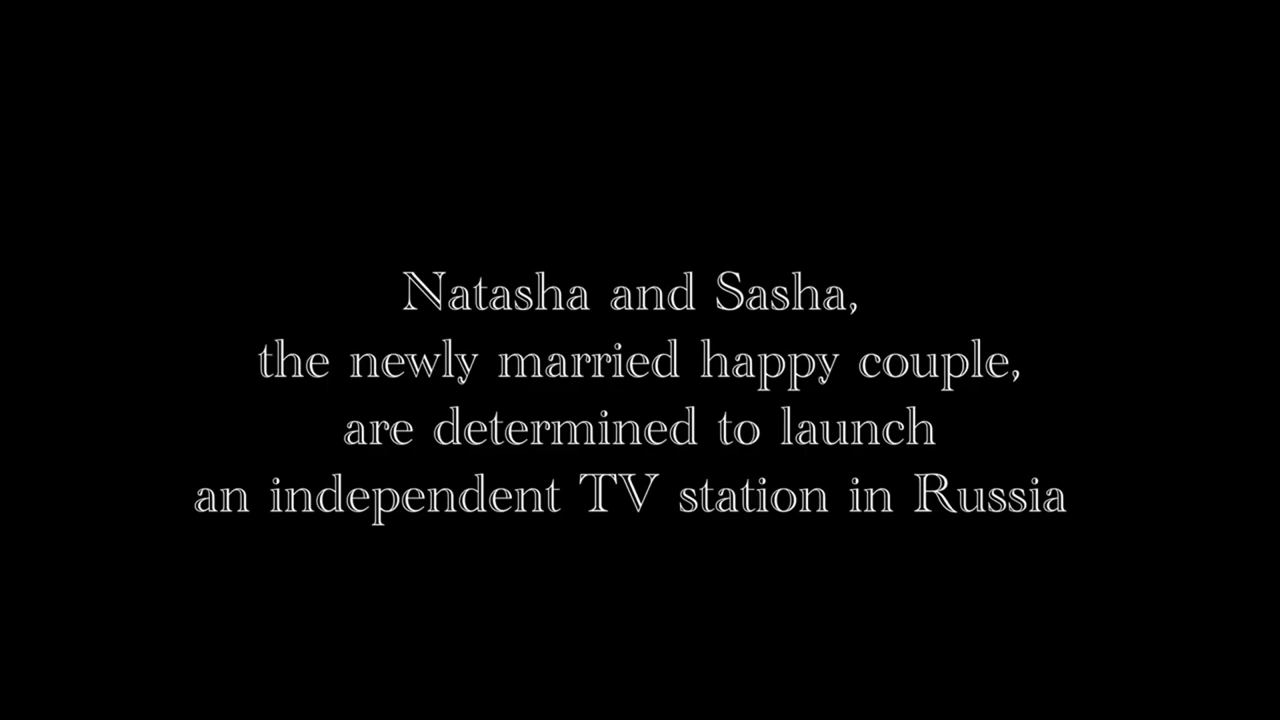 Natasha and Sasha,
the newly married happy couple,
are determined to launch
an independent TV station in Russia